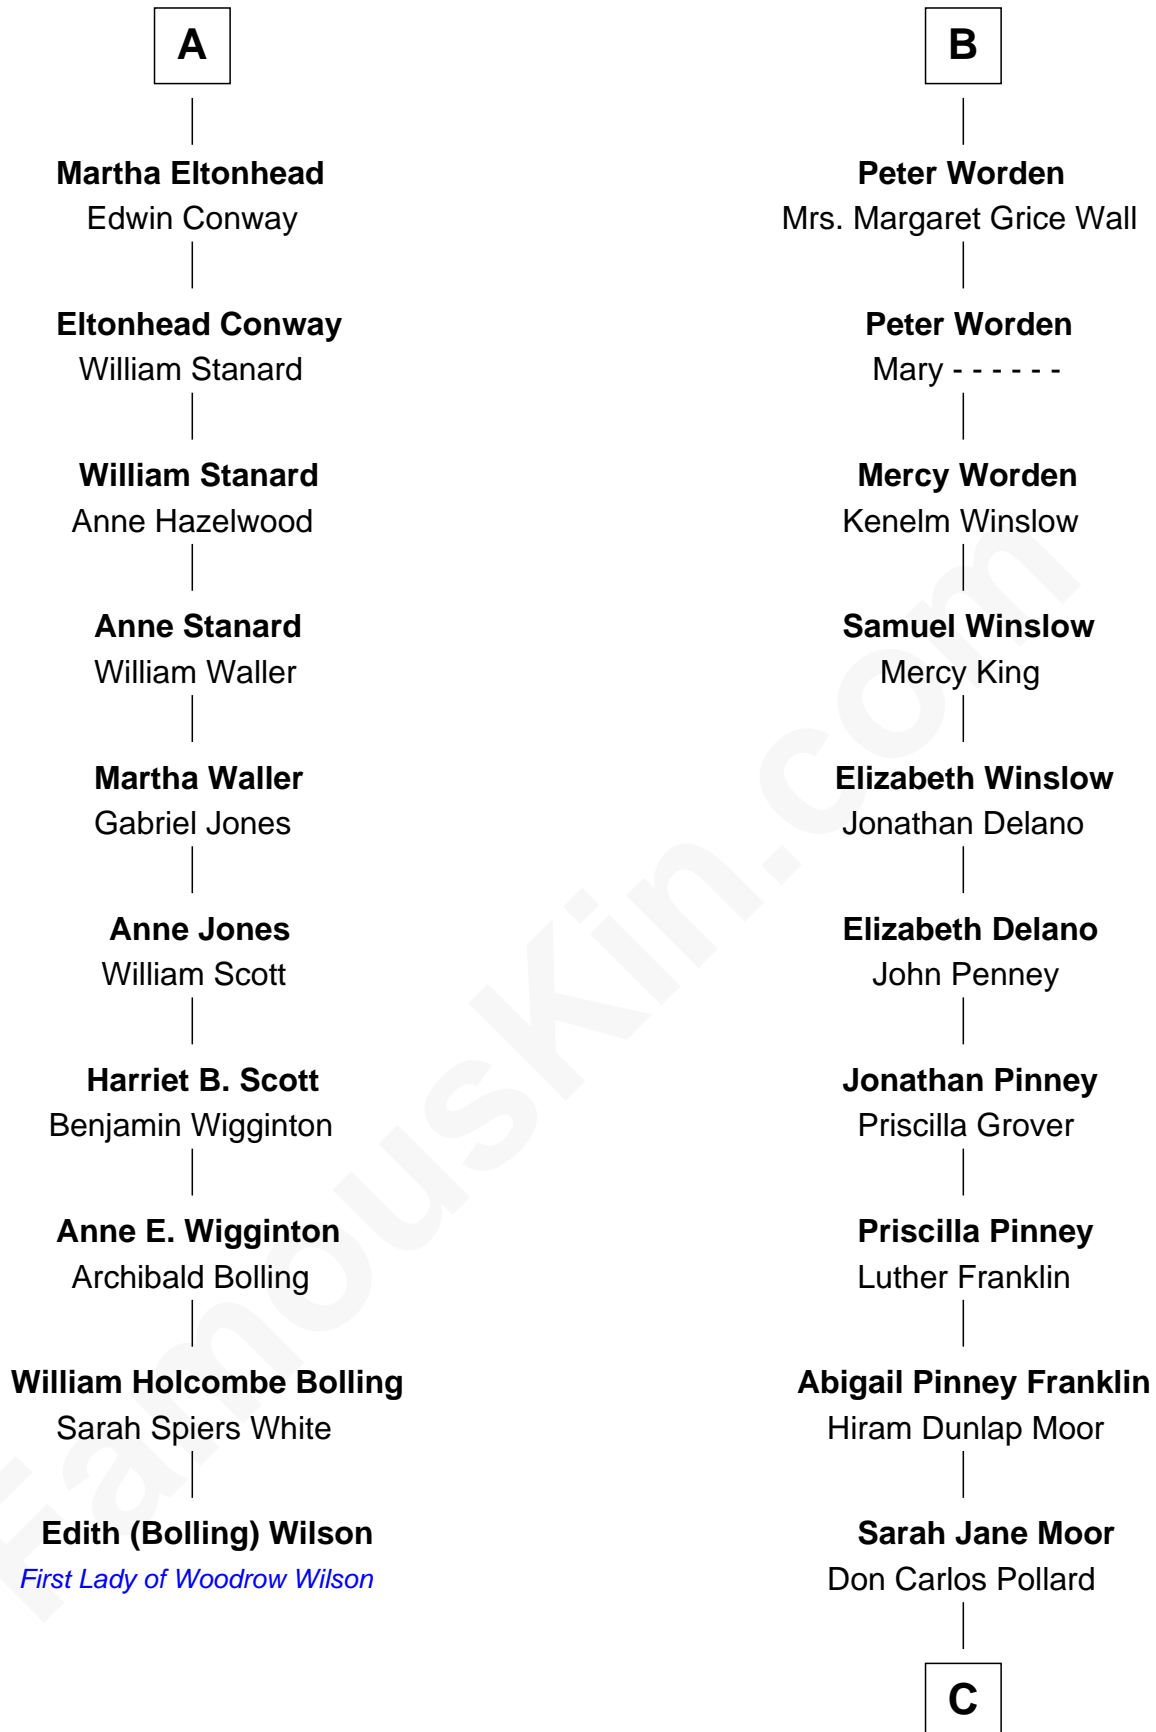 A
Martha Eltonhead
Edwin Conway
Eltonhead Conway
William Stanard
William Stanard
Anne Hazelwood
Anne Stanard
William Waller
Martha Waller
Gabriel Jones
Anne Jones
William Scott
Harriet B. Scott
Benjamin Wigginton
Anne E. Wigginton
Archibald Bolling
William Holcombe Bolling
Sarah Spiers White
Edith (Bolling) Wilson
First Lady of Woodrow Wilson
B
Peter Worden
Mrs. Margaret Grice Wall
Peter Worden
Mary - - - - - -
Mercy Worden
Kenelm Winslow
Samuel Winslow
Mercy King
Elizabeth Winslow
Jonathan Delano
Elizabeth Delano
John Penney
Jonathan Pinney
Priscilla Grover
Priscilla Pinney
Luther Franklin
Abigail Pinney Franklin
Hiram Dunlap Moor
Sarah Jane Moor
Don Carlos Pollard
C
FamousKin.com